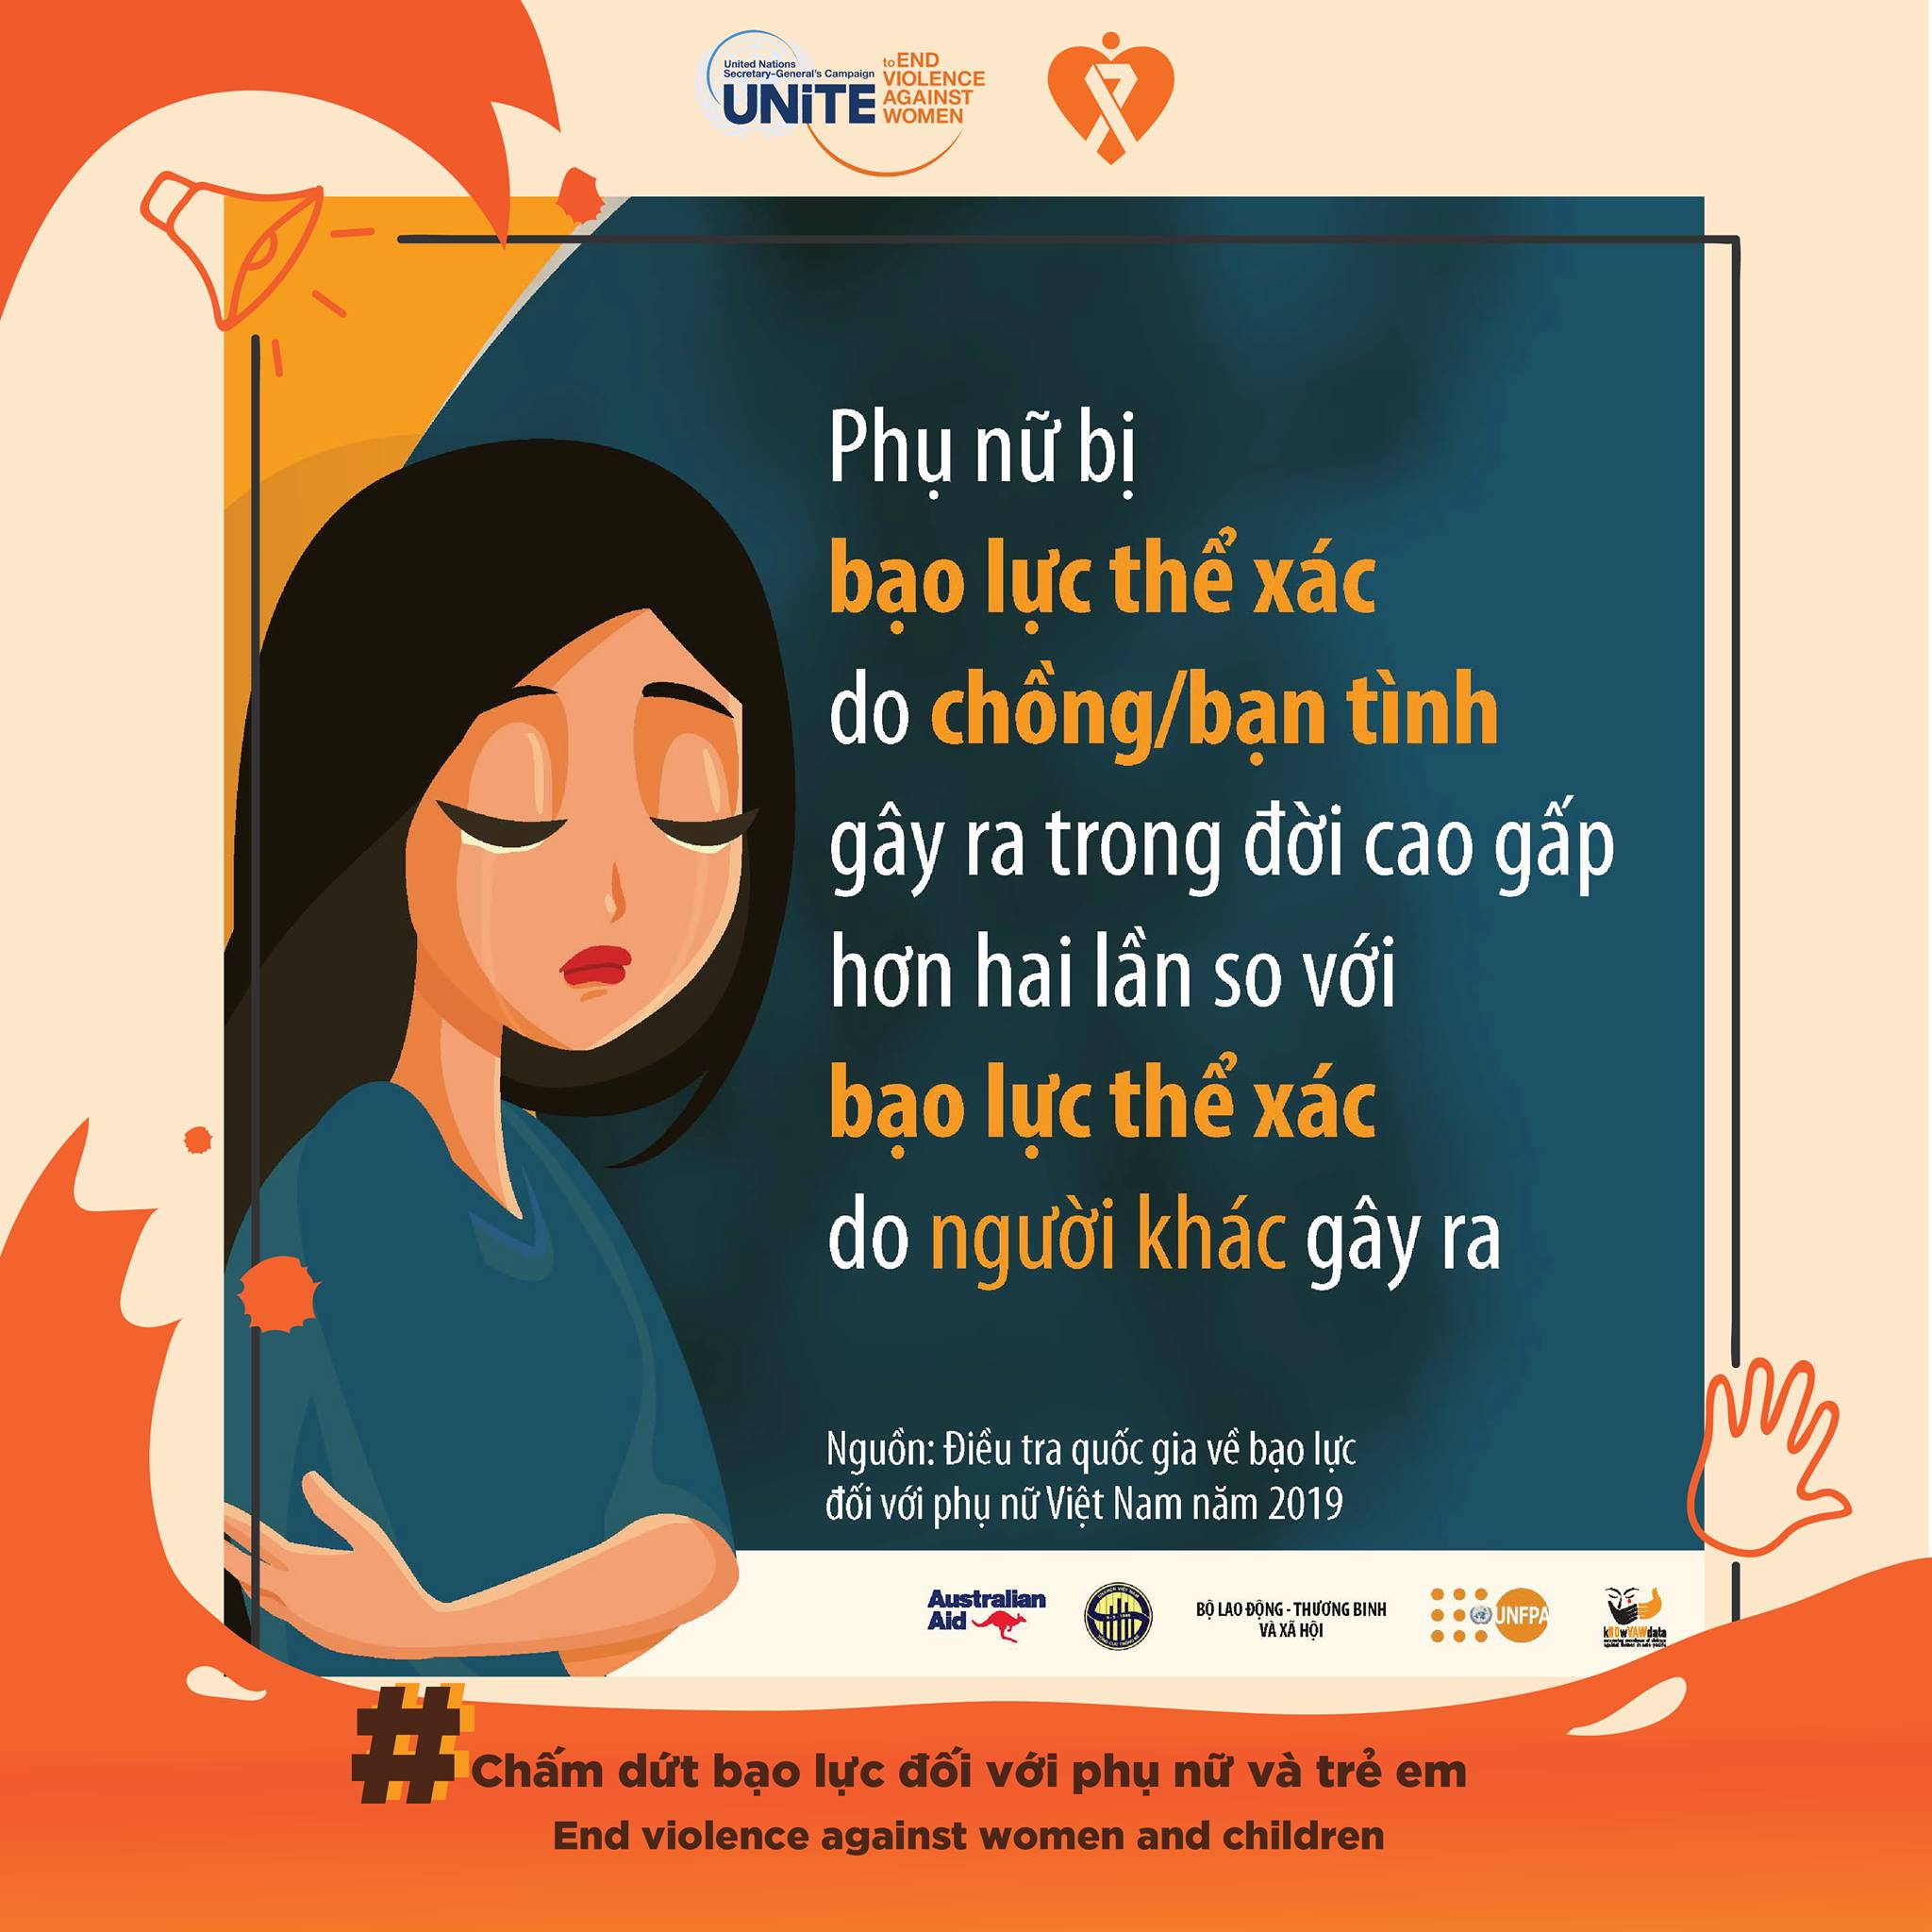 United Nations
Secretary-General's Campaign
UNiTE
to END
VIOLENCE
AGAINST
WOMEN
Phụ nữ bị
bạo lực thể xác
do chồng/bạn tình
gây ra trong đời cao gấp
hơn hai lần so với
bạo lực thể xác
do người khác gây ra
Nguồn: Điều tra quốc gia về bạo lực
đối với phụ nữ Việt Nam năm 2019
Australian
Aid
BỘ LAO ĐỘNG - THƯƠNG BINH
VÀ XÃ HỘI
UNFPA
kNOwVAWdata
#Chấm dứt bạo lực đối với phụ nữ và trẻ em
End violence against women and children